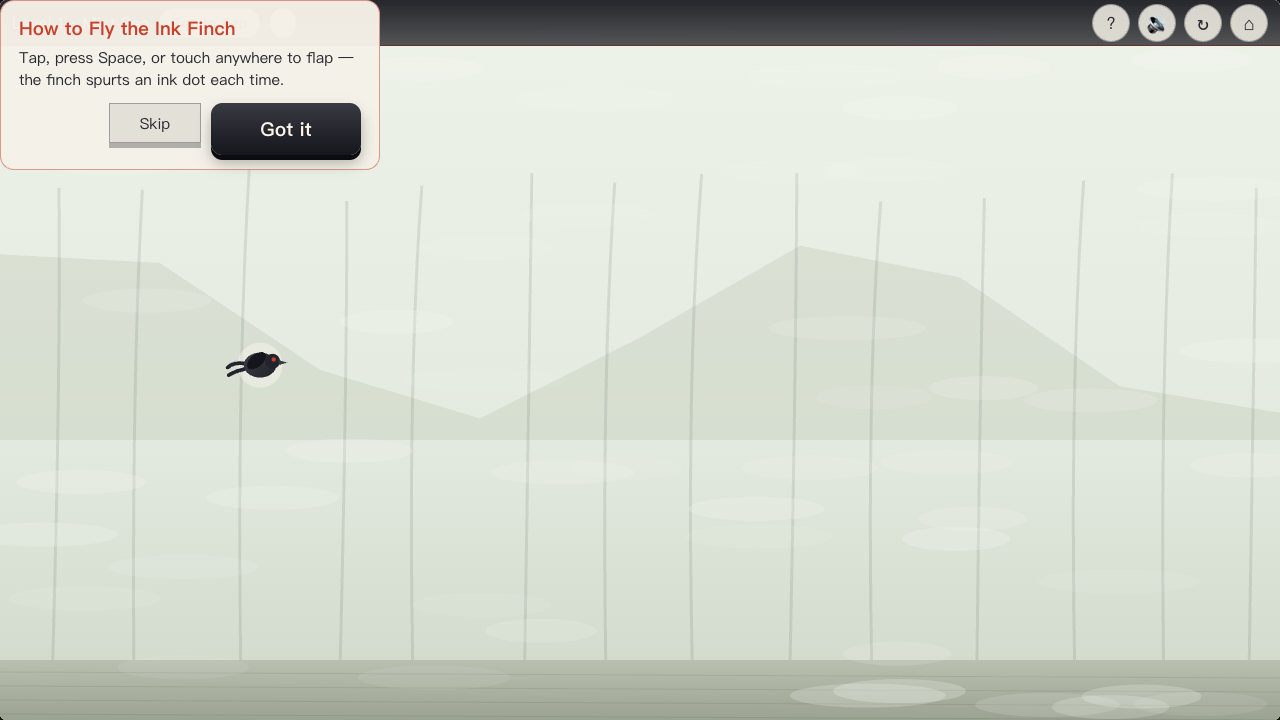 How to Fly the Ink Finch
Tap, press Space, or touch anywhere to flap —
the finch spurts an ink dot each time.
Skip
Got it
?